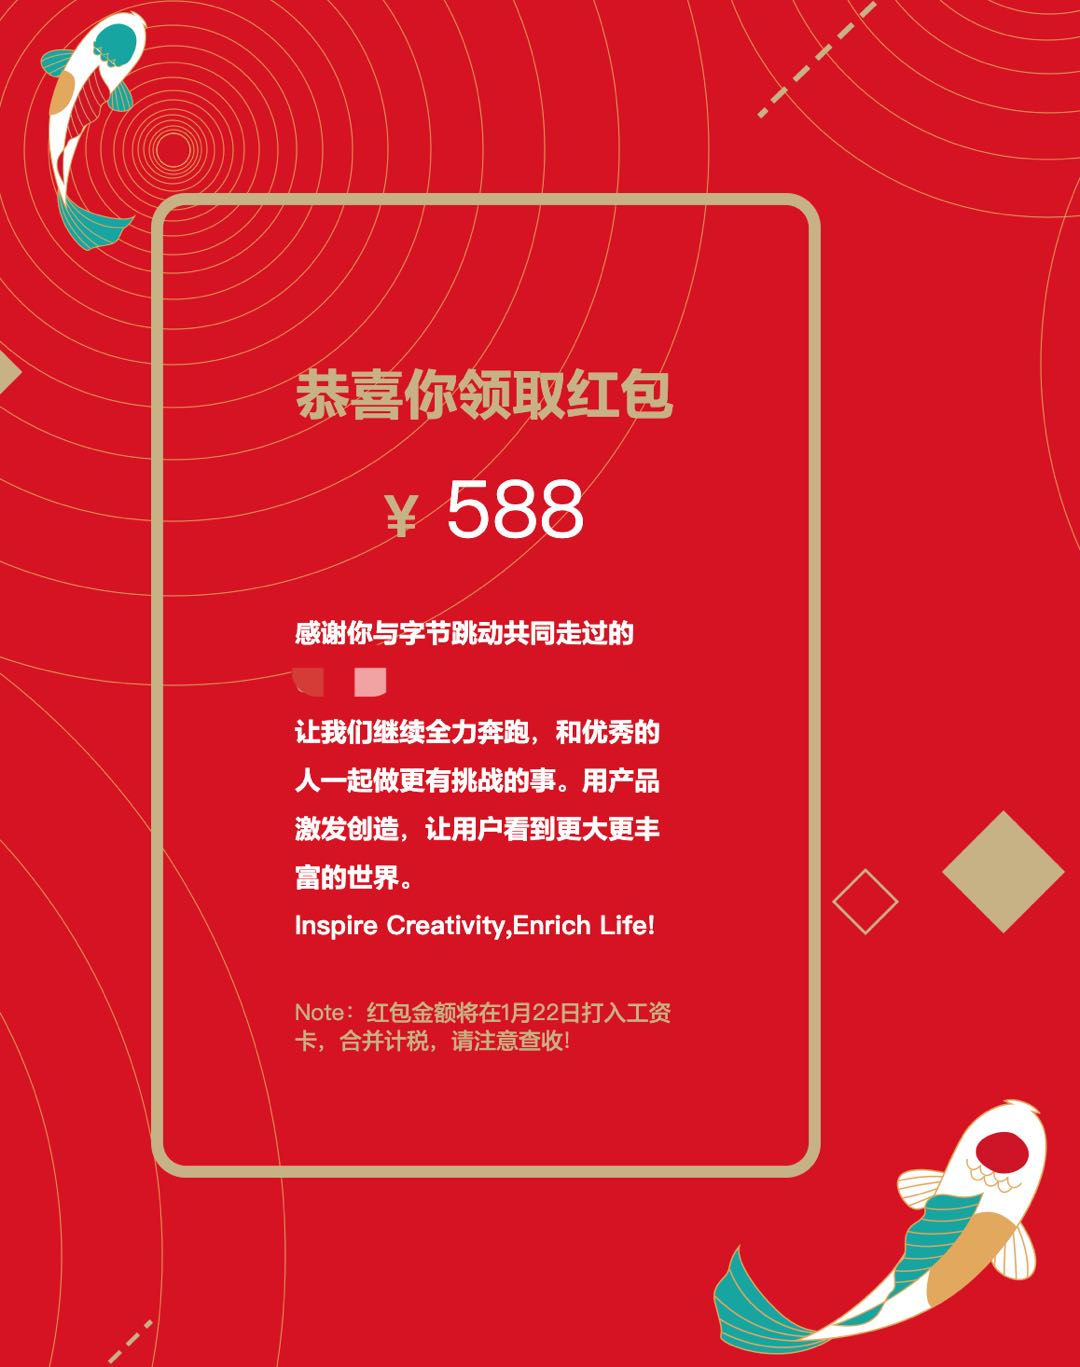 恭喜你领取红包
¥ 588
感谢你与字节跳动共同走过的
让我们继续全力奔跑，和优秀的
人一起做更有挑战的事。用产品
激发创造，让用户看到更大更丰
富的世界。
Inspire Creativity,Enrich Life!
Note：红包金额将在1月22日打入工资
卡，合并计税，请注意查收!